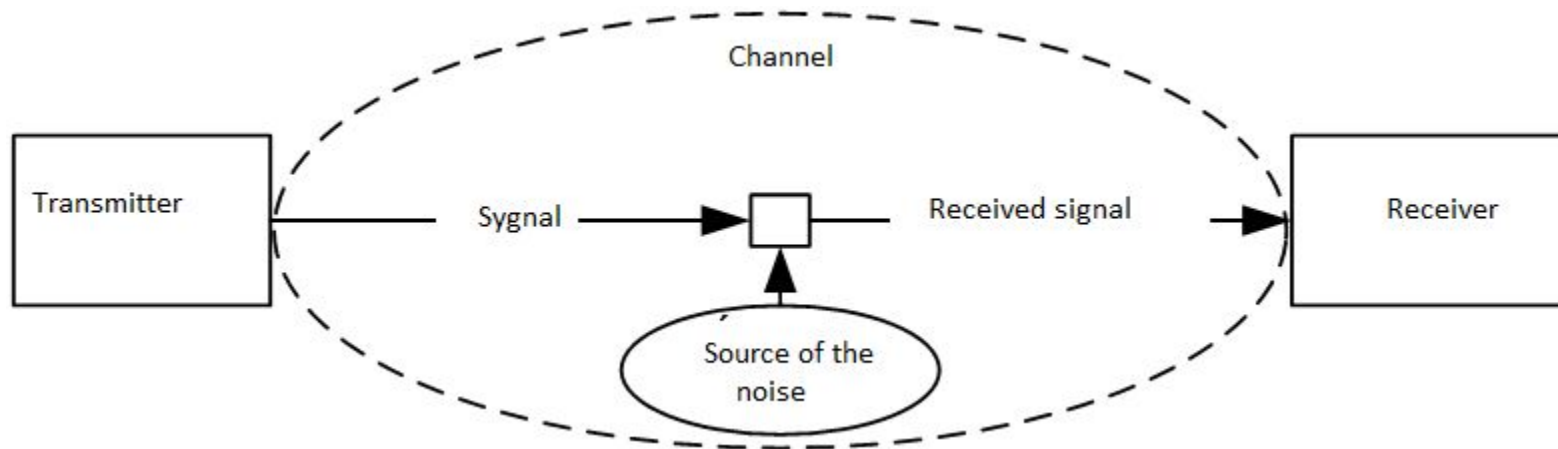 Channel
Transmitter
Sygnal
Received signal
Receiver
Source of the
noise